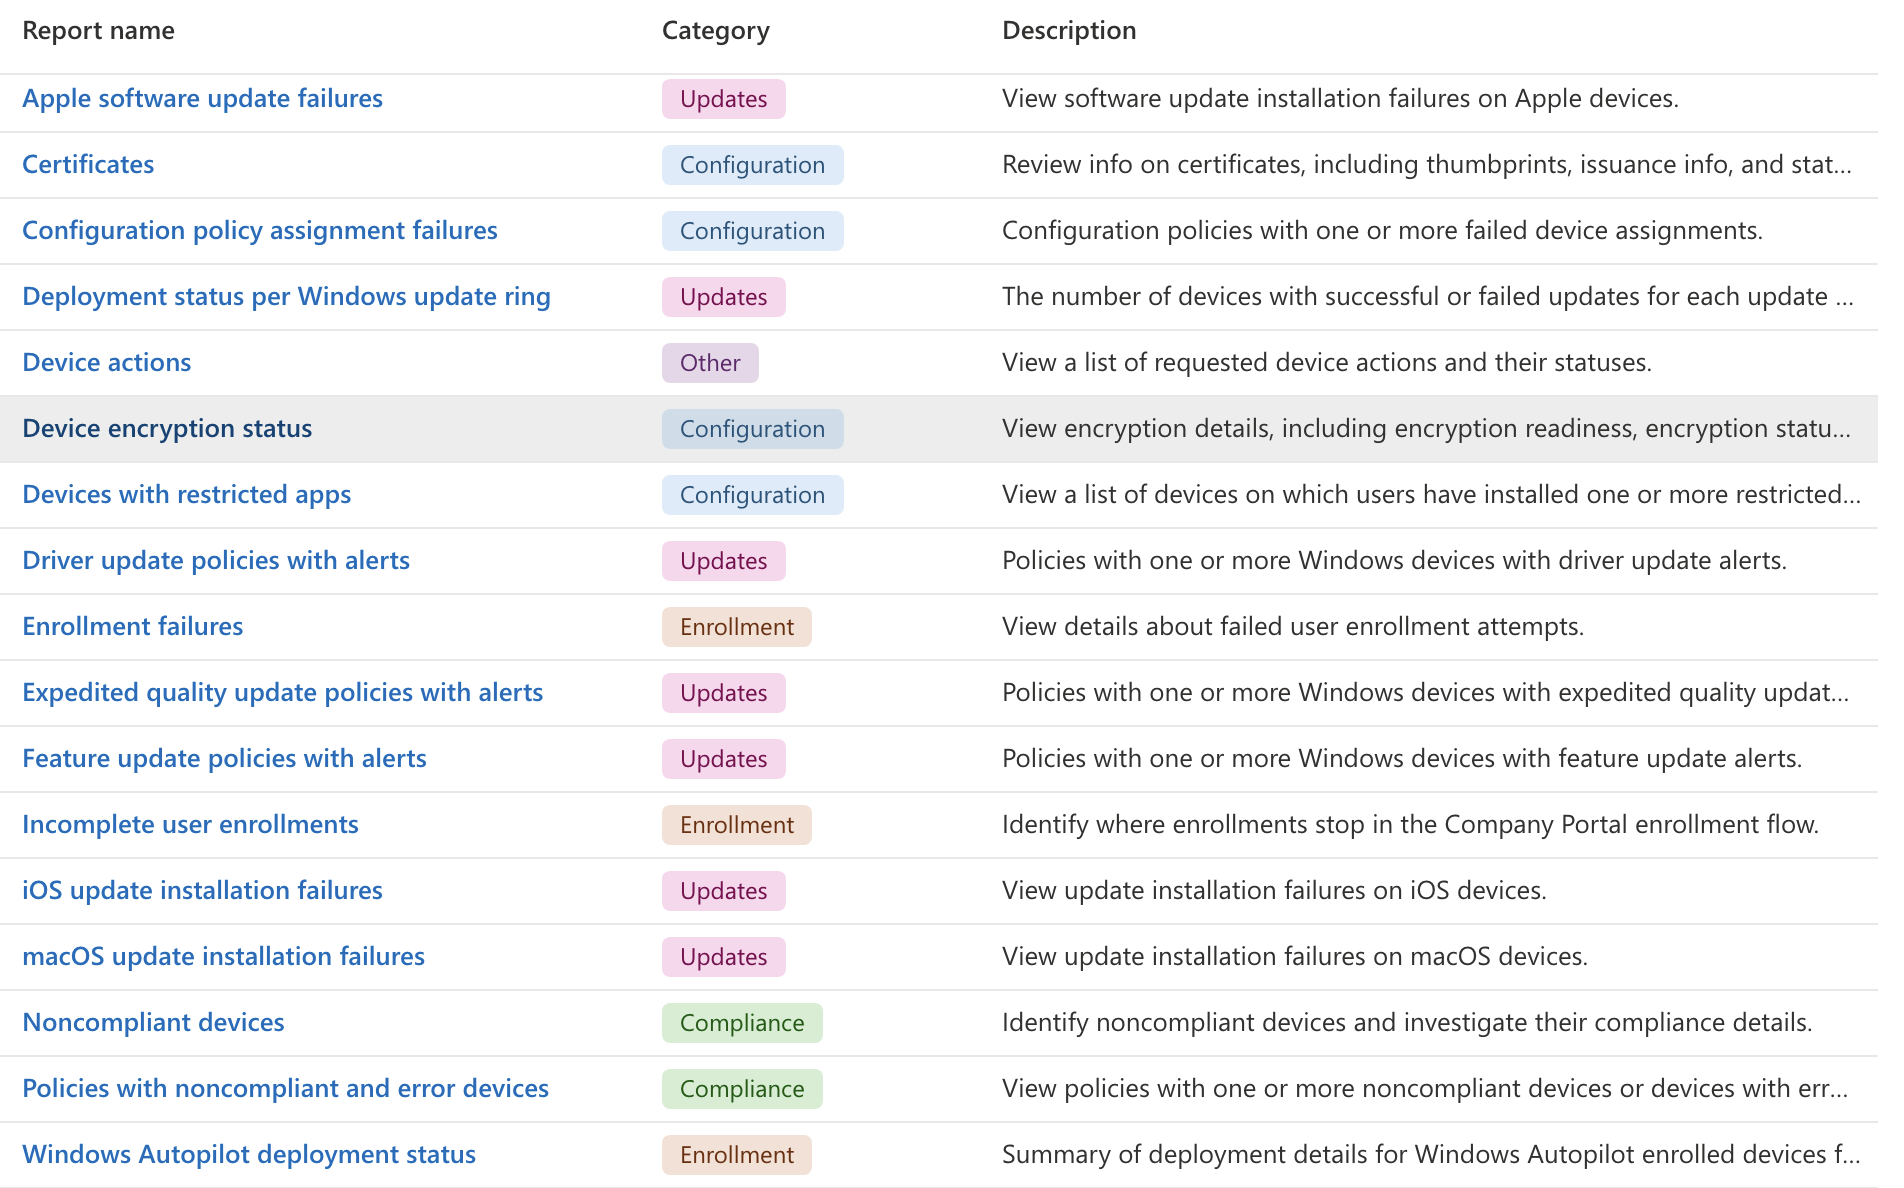 Report name Category Description
Apple software update failures Updates View software update installation failures on Apple devices.
Certificates Configuration Review info on certificates, including thumbprints, issuance info, and stat...
Configuration policy assignment failures Configuration Configuration policies with one or more failed device assignments.
Deployment status per Windows update ring Updates The number of devices with successful or failed updates for each update ...
Device actions Other View a list of requested device actions and their statuses.
Device encryption status Configuration View encryption details, including encryption readiness, encryption statu...
Devices with restricted apps Configuration View a list of devices on which users have installed one or more restricted...
Driver update policies with alerts Updates Policies with one or more Windows devices with driver update alerts.
Enrollment failures Enrollment View details about failed user enrollment attempts.
Expedited quality update policies with alerts Updates Policies with one or more Windows devices with expedited quality updat...
Feature update policies with alerts Updates Policies with one or more Windows devices with feature update alerts.
Incomplete user enrollments Enrollment Identify where enrollments stop in the Company Portal enrollment flow.
iOS update installation failures Updates View update installation failures on iOS devices.
macOS update installation failures Updates View update installation failures on macOS devices.
Noncompliant devices Compliance Identify noncompliant devices and investigate their compliance details.
Policies with noncompliant and error devices Compliance View policies with one or more noncompliant devices or devices with err...
Windows Autopilot deployment status Enrollment Summary of deployment details for Windows Autopilot enrolled devices f...